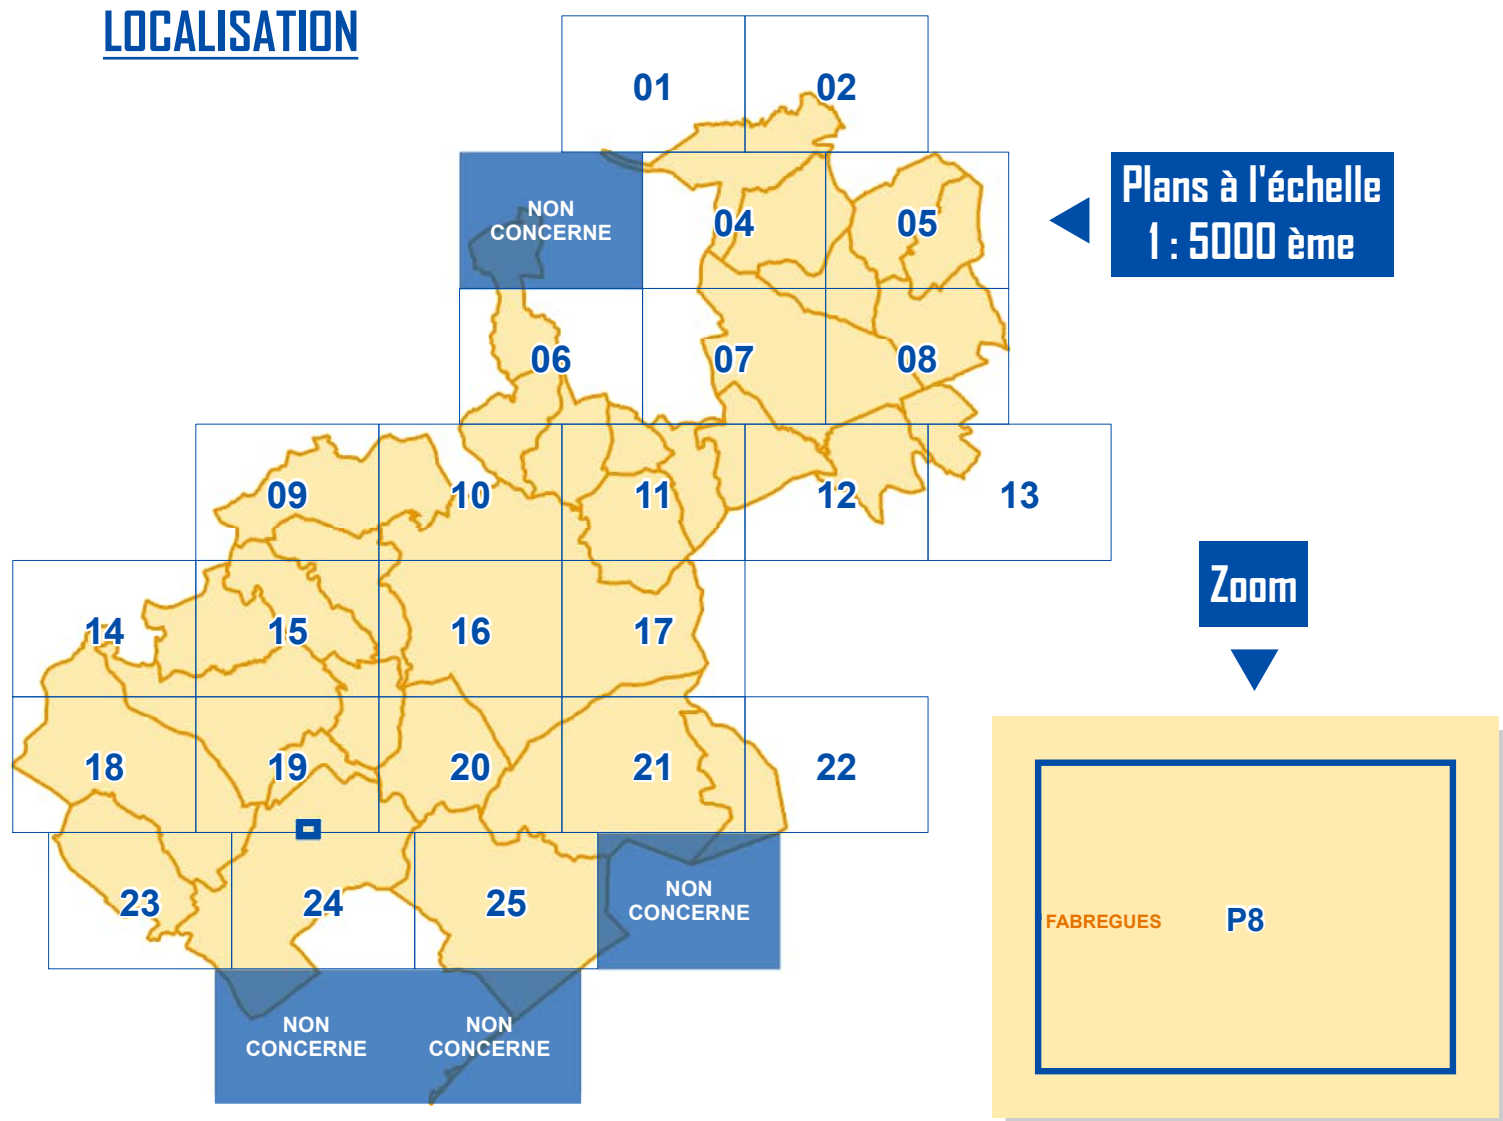 LOCALISATION
01
02
NON
CONCERNE
04
05
Plans à l'échelle
1 : 5000 ème
06
07
08
09
10
11
12
13
Zoom
14
15
16
17
18
19
20
21
22
23
24
25
NON
CONCERNE
FABREGUES
P8
NON
CONCERNE
NON
CONCERNE